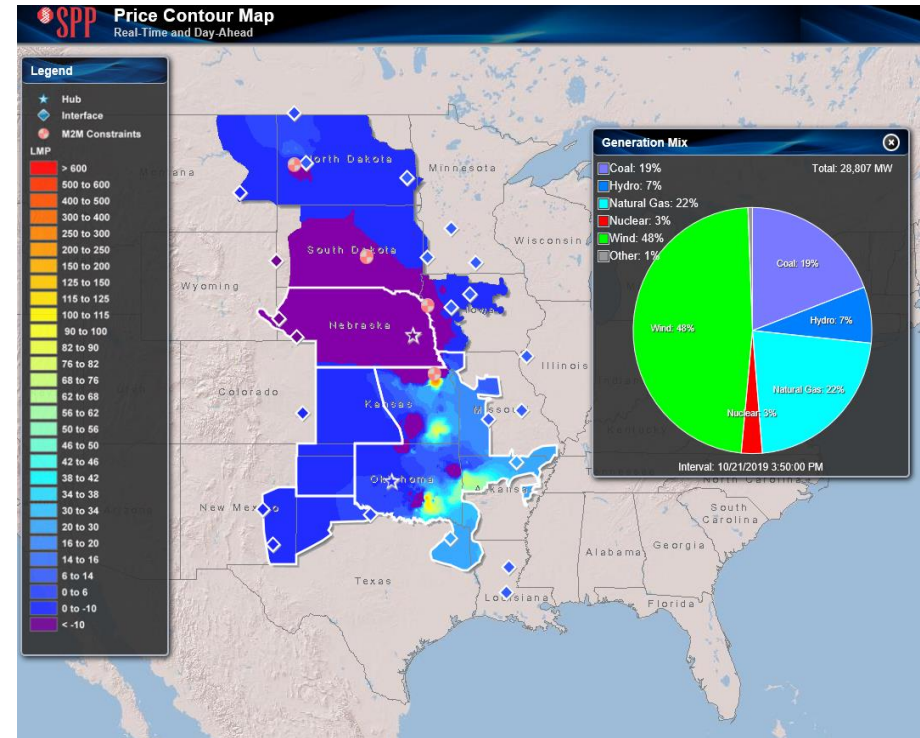 SPP
Price Contour Map
Real-Time and Day-Ahead
Legend
Hub
Interface
M2M Constraints
LMP
> 600
500 to 600
400 to 500
300 to 400
250 to 300
200 to 250
150 to 200
125 to 150
115 to 125
100 to 115
90 to 100
82 to 90
76 to 82
68 to 76
62 to 68
56 to 62
50 to 56
46 to 50
42 to 46
38 to 42
34 to 38
30 to 34
20 to 30
16 to 20
14 to 16
6 to 14
0 to 6
0 to -10
< -10
North Dakota
Minnesota
South Dakota
Wisconsin
Wyoming
Iowa
Nebraska
Illinois
Colorado
Kansas
Missouri
Oklahoma
Arkansas
New Mexico
Texas
Louisiana
Alabama
Georgia
South
Carolina
North Carolina
Florida
Generation Mix
Coal: 19%
Total: 28,807 MW
Hydro: 7%
Natural Gas: 22%
Nuclear: 3%
Wind: 48%
Other: 1%
Coal: 19%
Hydro: 7%
Wind: 48%
Natural Gas: 22%
Nuclear: 3%
Interval: 10/21/2019 3:50:00 PM